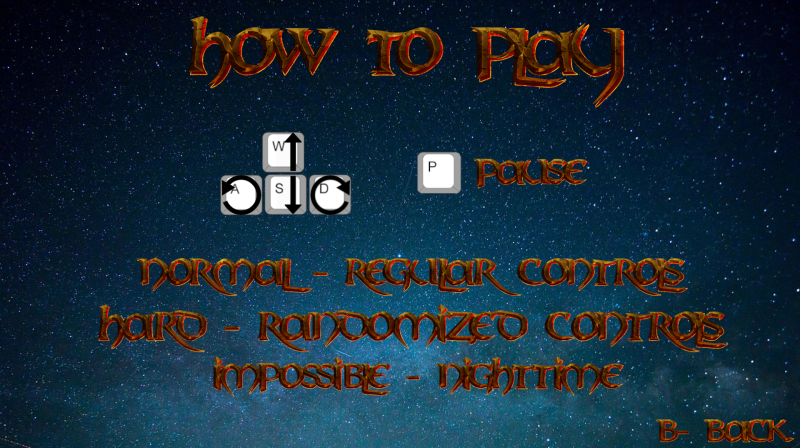 HOW TO PLAY
W
A S D
P PAUSE
NORMAL - REGULAR CONTROLS
HARD - RANDOMIZED CONTROLS
IMPOSSIBLE - NIGHTTIME
B- BACK